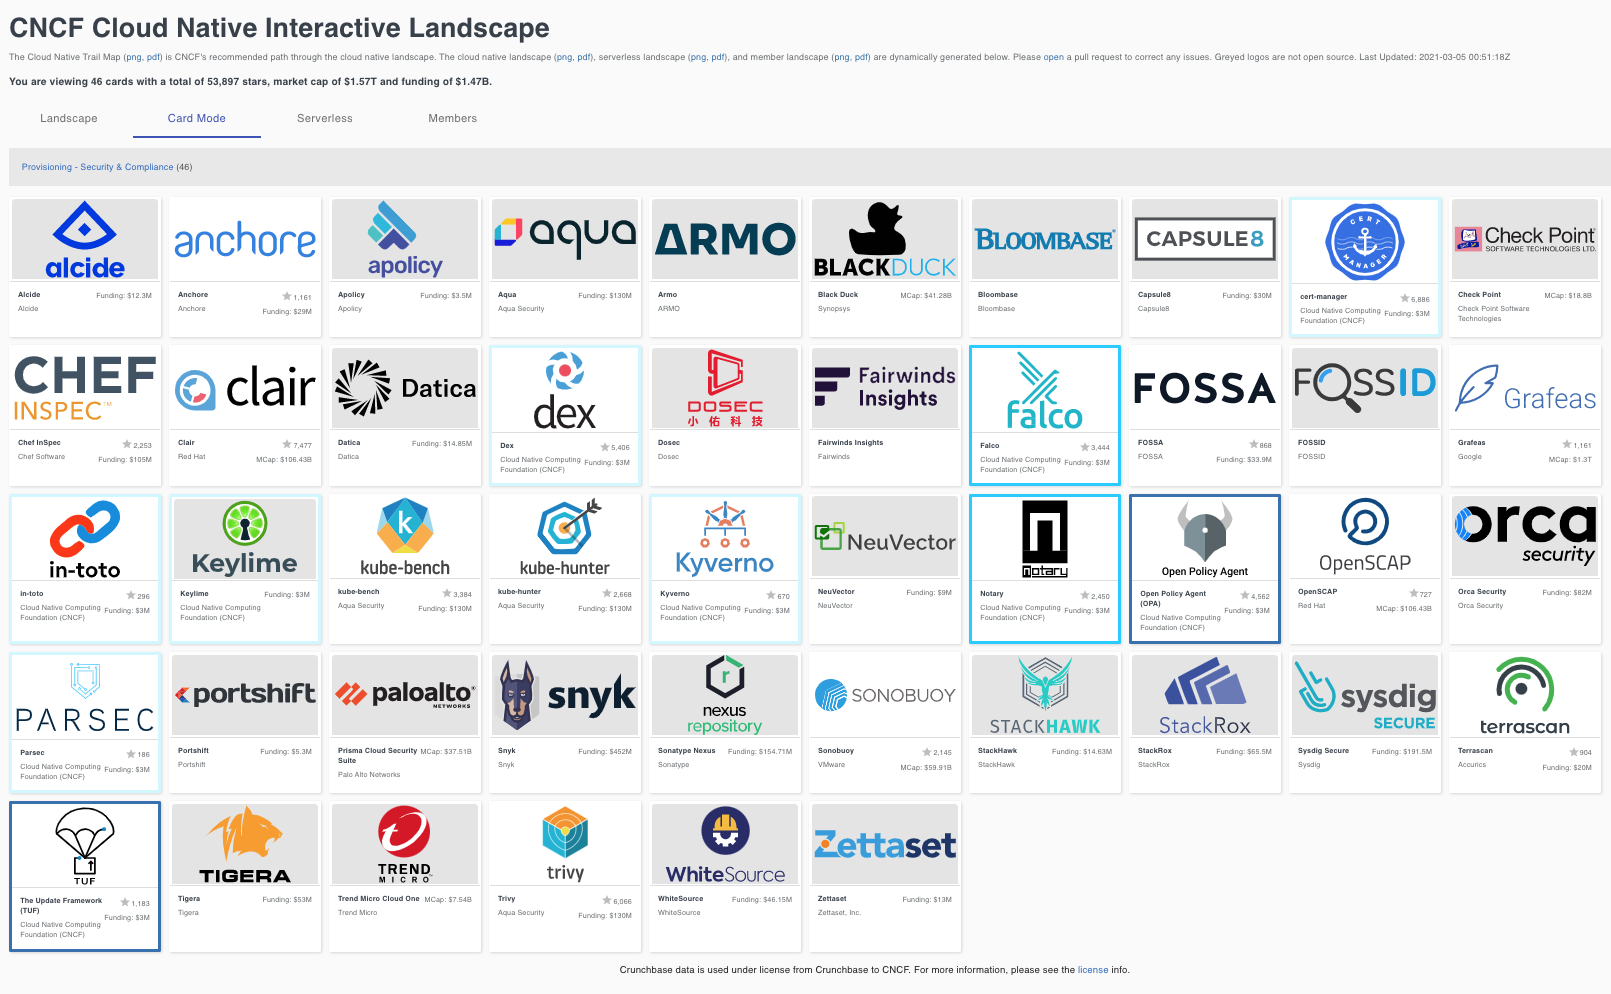 CNCF Cloud Native Interactive Landscape
The Cloud Native Trail Map (png, pdf) is CNCF's recommended path through the cloud native landscape. The cloud native landscape (png, pdf), serverless landscape (png, pdf), and member landscape (png, pdf) are dynamically generated below. Please open a pull request to correct any issues. Greyed logos are not open source. Last Updated: 2021-03-05 00:51:18Z
You are viewing 46 cards with a total of 53,897 stars, market cap of $1.57T and funding of $1.47B.
Landscape Card Mode Serverless Members
Provisioning - Security & Compliance (46)
alcide
Alcide Funding: $12.3M
Alcide
anchore
Anchore 1,161
Anchore Funding: $29M
apolicy
Apolicy Funding: $3.5M
Apolicy
aqua
Aqua Funding: $130M
Aqua Security
ARMO
Armo
ARMO
BLACKDUCK
Black Duck MCap: $41.28B
Synopsys
BLOOMBASE
Bloombase
Bloombase
CAPSULE8
Capsule8 Funding: $30M
Capsule8
CERT MANAGER
cert-manager 6,886
Cloud Native Computing Funding: $3M
Foundation (CNCF)
Check Point
SOFTWARE TECHNOLOGIES LTD.
Check Point MCap: $18.8B
Check Point Software
Technologies
CHEF
INSPEC™
Chef InSpec 2,253
Chef Software Funding: $105M
clair
Clair 7,477
Red Hat MCap: $106.43B
Datica
Datica Funding: $14.85M
Datica
dex
Dex 5,406
Cloud Native Computing Funding: $3M
Foundation (CNCF)
DOSEC
小佑科技
Dosec
Dosec
Fairwinds
Insights
Fairwinds Insights
Fairwinds
falco
Falco 3,444
Cloud Native Computing Funding: $3M
Foundation (CNCF)
FOSSA
FOSSA 868
FOSSA Funding: $33.9M
FOSSID
FOSSID
FOSSID
Grafeas
Grafeas 1,161
Google MCap: $1.3T
in-toto
in-toto 296
Cloud Native Computing Funding: $3M
Foundation (CNCF)
Keylime
Keylime Funding: $3M
Cloud Native Computing
Foundation (CNCF)
k
kube-bench
kube-bench 3,384
Aqua Security Funding: $130M
kube-hunter
kube-hunter 2,668
Aqua Security Funding: $130M
Kyverno
Kyverno 670
Cloud Native Computing Funding: $3M
Foundation (CNCF)
NeuVector
NeuVector Funding: $9M
NeuVector
notary
Notary 2,450
Cloud Native Computing Funding: $3M
Foundation (CNCF)
Open Policy Agent
Open Policy Agent 4,562
(OPA) Funding: $3M
Cloud Native Computing
Foundation (CNCF)
OpenSCAP
OpenSCAP 727
Red Hat MCap: $106.43B
orca
security
Orca Security Funding: $82M
Orca Security
PARSEC
Parsec 186
Cloud Native Computing Funding: $3M
Foundation (CNCF)
portshift
Portshift Funding: $5.3M
Portshift
paloalto
NETWORKS
Prisma Cloud Security MCap: $37.51B
Suite
Palo Alto Networks
snyk
Snyk Funding: $452M
Snyk
r
nexus
repository
Sonatype Nexus Funding: $154.71M
Sonatype
SONOBUOY
Sonobuoy 2,145
VMware MCap: $59.91B
STACKHAWK
StackHawk Funding: $14.63M
StackHawk
StackRox
StackRox Funding: $65.5M
StackRox
sysdig
SECURE
Sysdig Secure Funding: $191.5M
Sysdig
terrascan
Terrascan 904
Accurics Funding: $20M
TUF
The Update Framework 1,183
(TUF) Funding: $3M
Cloud Native Computing
Foundation (CNCF)
TIGERA
Tigera Funding: $53M
Tigera
TREND
MICRO
Trend Micro Cloud One MCap: $7.54B
Trend Micro
trivy
Trivy 6,066
Aqua Security Funding: $130M
WhiteSource
WhiteSource Funding: $46.15M
WhiteSource
Zettaset
Zettaset Funding: $13M
Zettaset, Inc.
Crunchbase data is used under license from Crunchbase to CNCF. For more information, please see the license info.